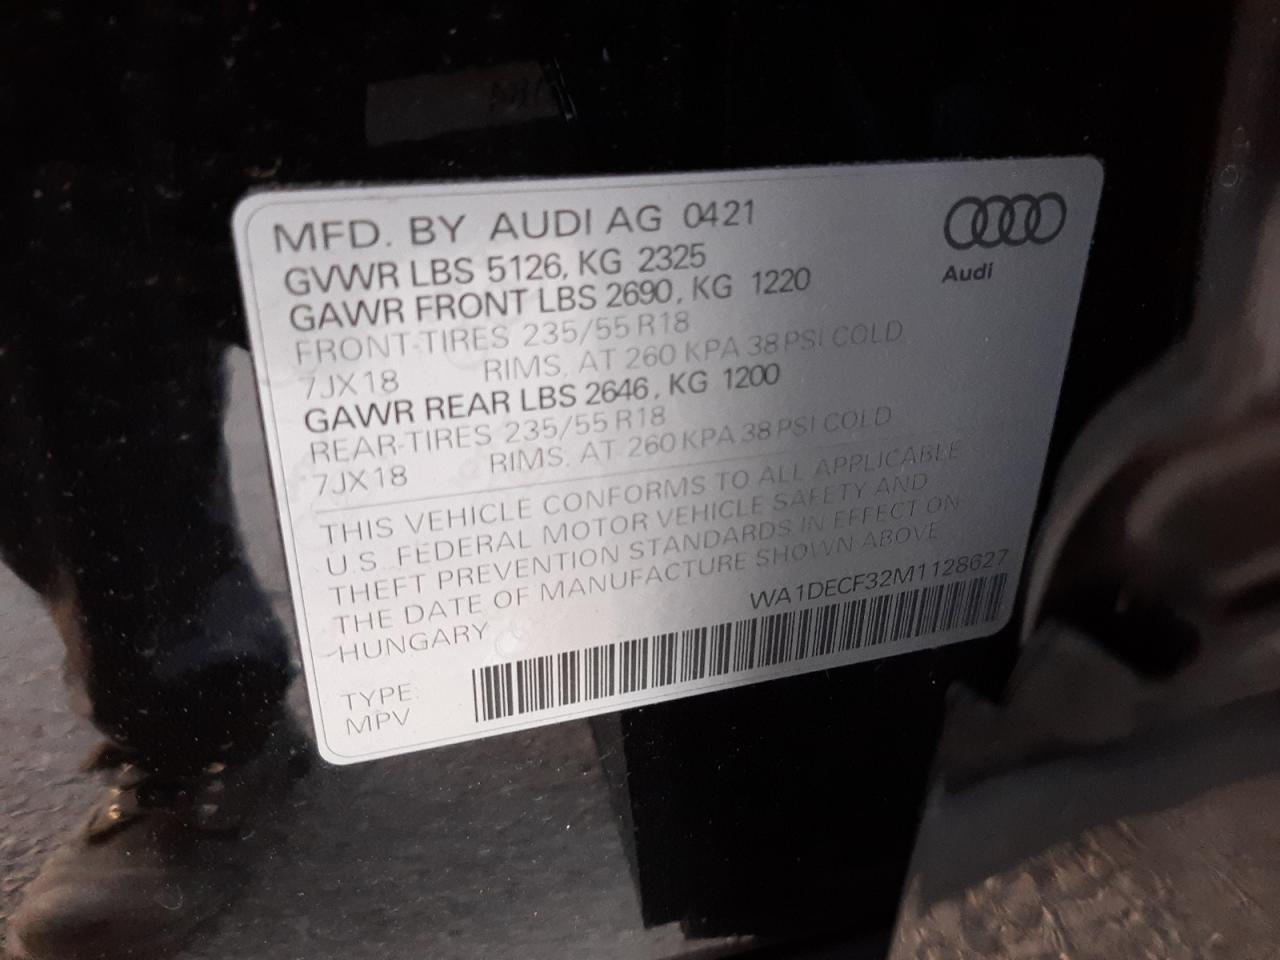 MFD. BY AUDI AG 0421
GVWR LBS 5126, KG 2325
GAWR FRONT LBS 2690, KG 1220
FRONT-TIRES 235/55 R18
7JX18 RIMS, AT 260 KPA 38 PSI COLD
GAWR REAR LBS 2646, KG 1200
REAR-TIRES 235/55 R18
7JX18 RIMS, AT 260 KPA 38 PSI COLD
Audi
THIS VEHICLE CONFORMS TO ALL APPLICABLE
U.S. FEDERAL MOTOR VEHICLE SAFETY AND
THEFT PREVENTION STANDARDS IN EFFECT ON
THE DATE OF MANUFACTURE SHOWN ABOVE
HUNGARY
WA1DECF32M1128627
TYPE:
MPV